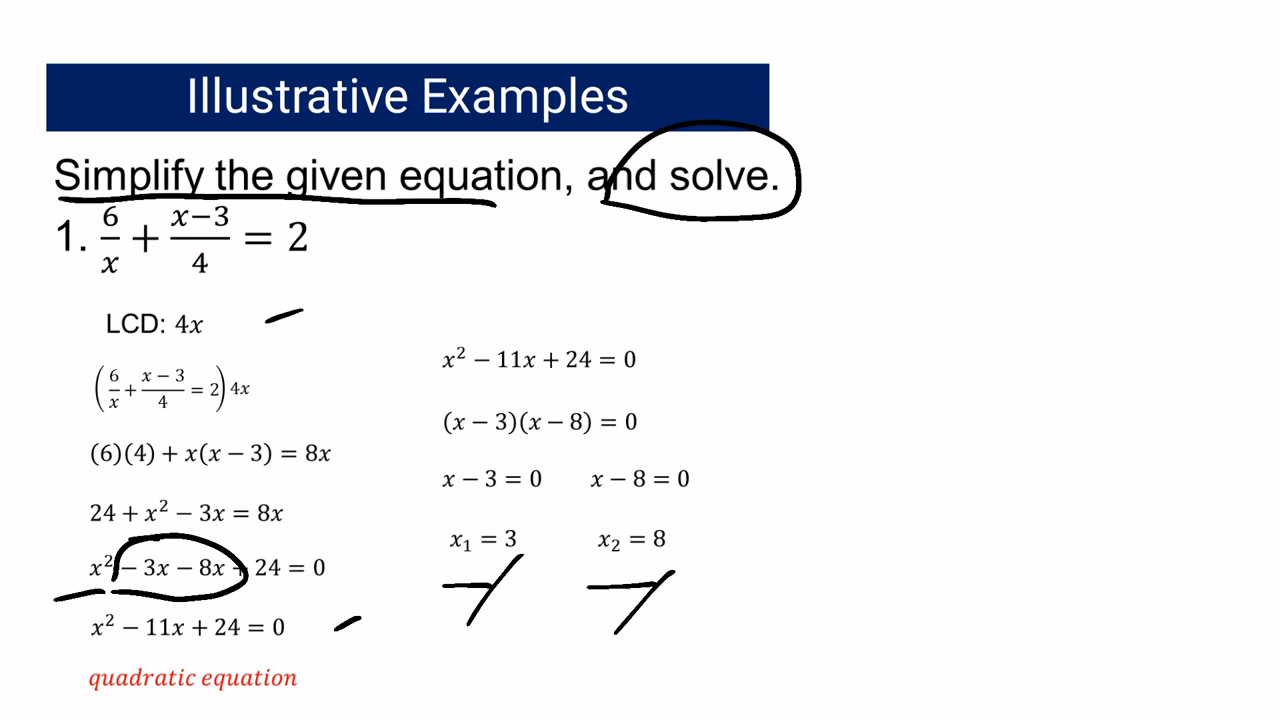 Illustrative Examples
Simplify the given equation, and solve.
1. 6/x + (x−3)/4 = 2
LCD: 4x
(6/x + (x − 3)/4 = 2) 4x
(6)(4) + x(x − 3) = 8x
24 + x² − 3x = 8x
x² − 3x − 8x + 24 = 0
x² − 11x + 24 = 0
quadratic equation
x² − 11x + 24 = 0
(x − 3)(x − 8) = 0
x − 3 = 0 x − 8 = 0
x₁ = 3 x₂ = 8